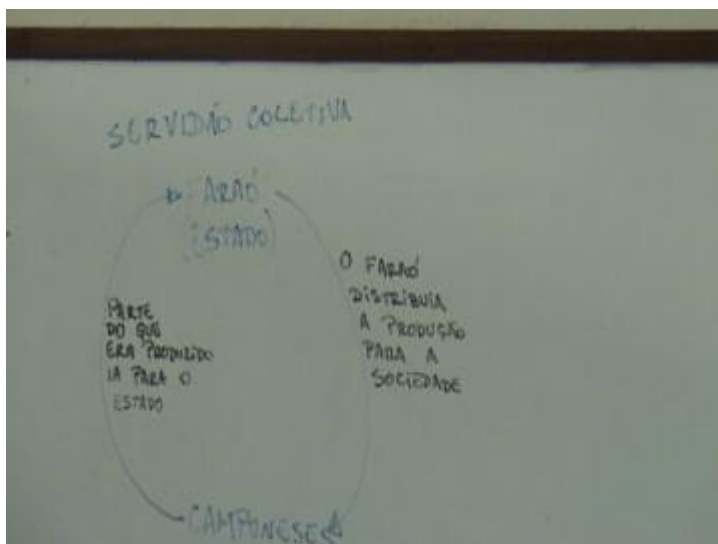 SERVIDÃO COLETIVA
FARAÓ
(ESTADO)
O FARAÓ
DISTRIBUIA
A PRODUÇÃO
PARA A
SOCIEDADE
PARTE
DO QUE
ERA PRODUZIDO
IA PARA O
ESTADO
CAMPONESES